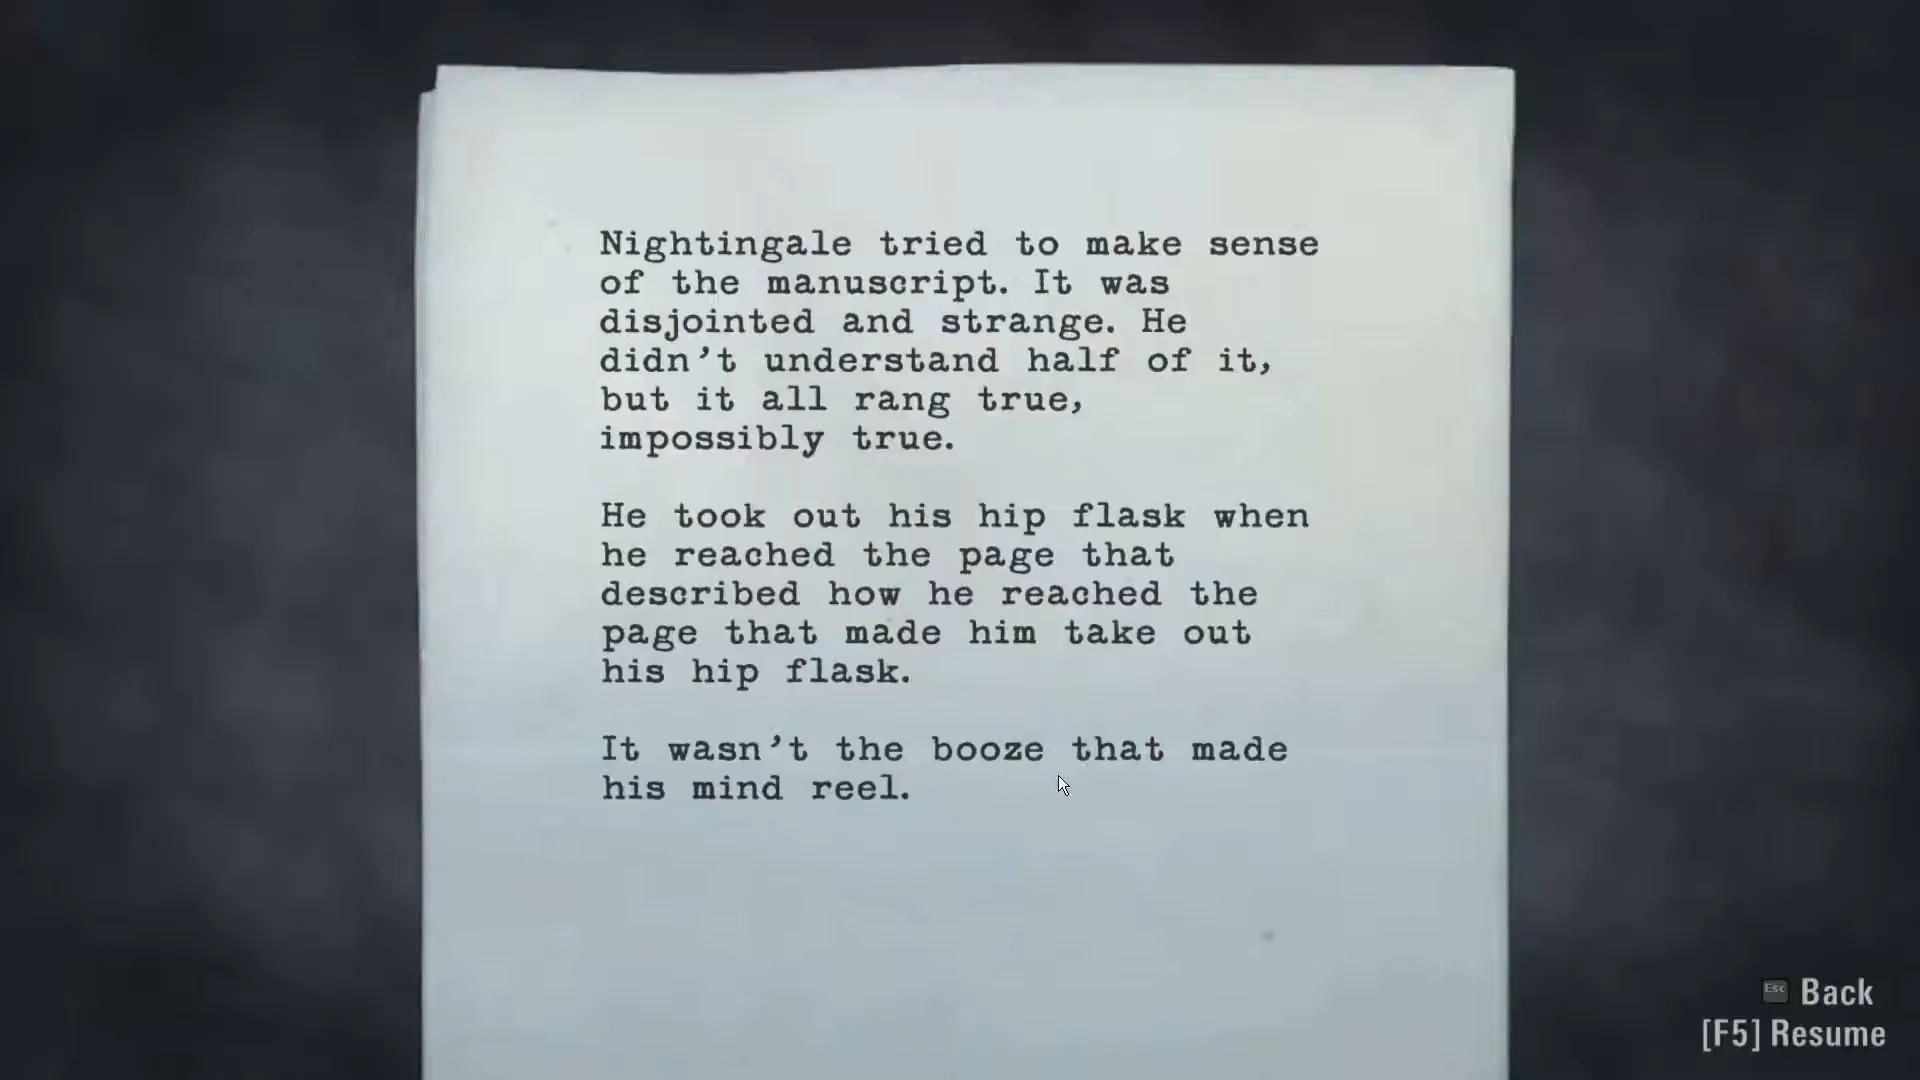 Nightingale tried to make sense
of the manuscript. It was
disjointed and strange. He
didn't understand half of it,
but it all rang true,
impossibly true.
He took out his hip flask when
he reached the page that
described how he reached the
page that made him take out
his hip flask.
It wasn't the booze that made
his mind reel.
Esc Back
[F5] Resume